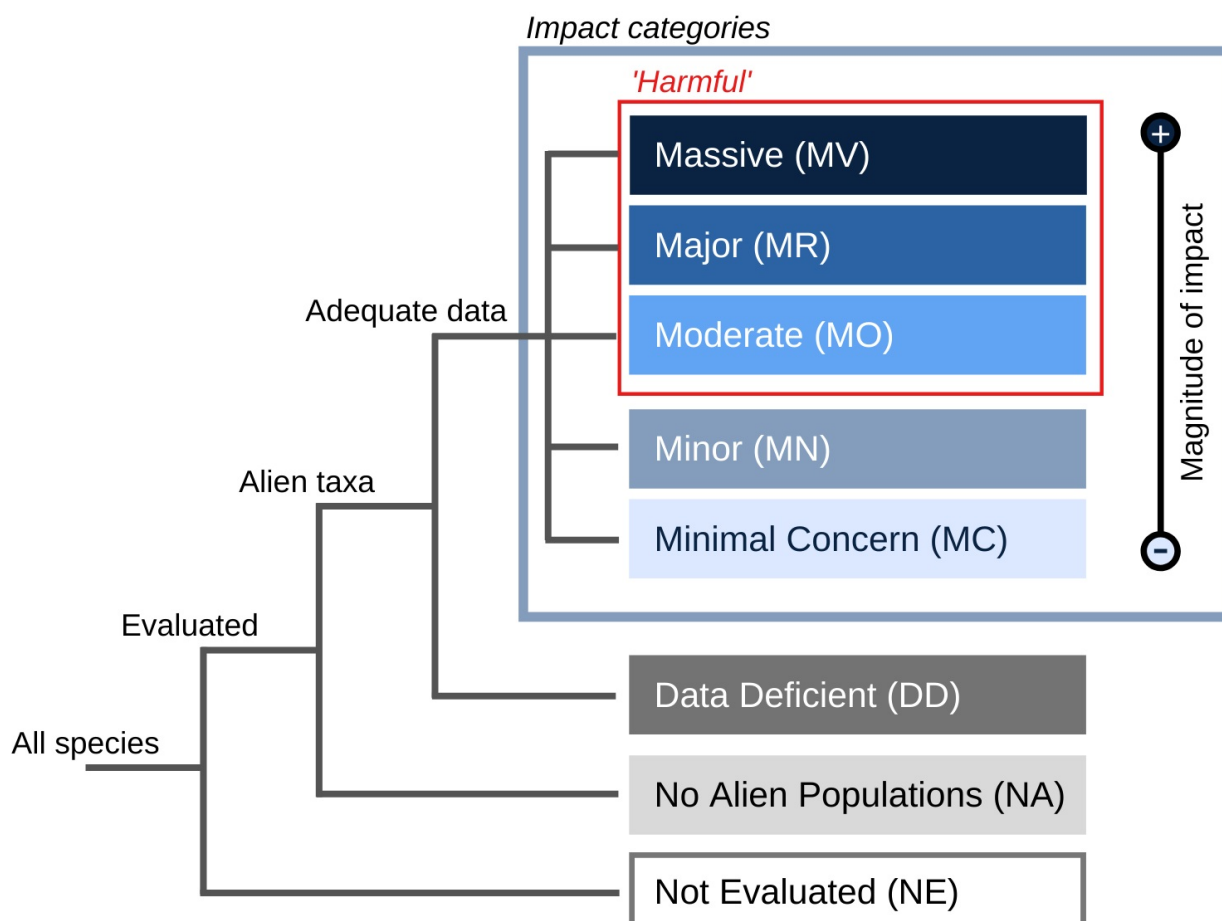 Impact categories
'Harmful'
Massive (MV)
Major (MR)
Moderate (MO)
Minor (MN)
Minimal Concern (MC)
+
Magnitude of impact
-
Adequate data
Alien taxa
Evaluated
All species
Data Deficient (DD)
No Alien Populations (NA)
Not Evaluated (NE)